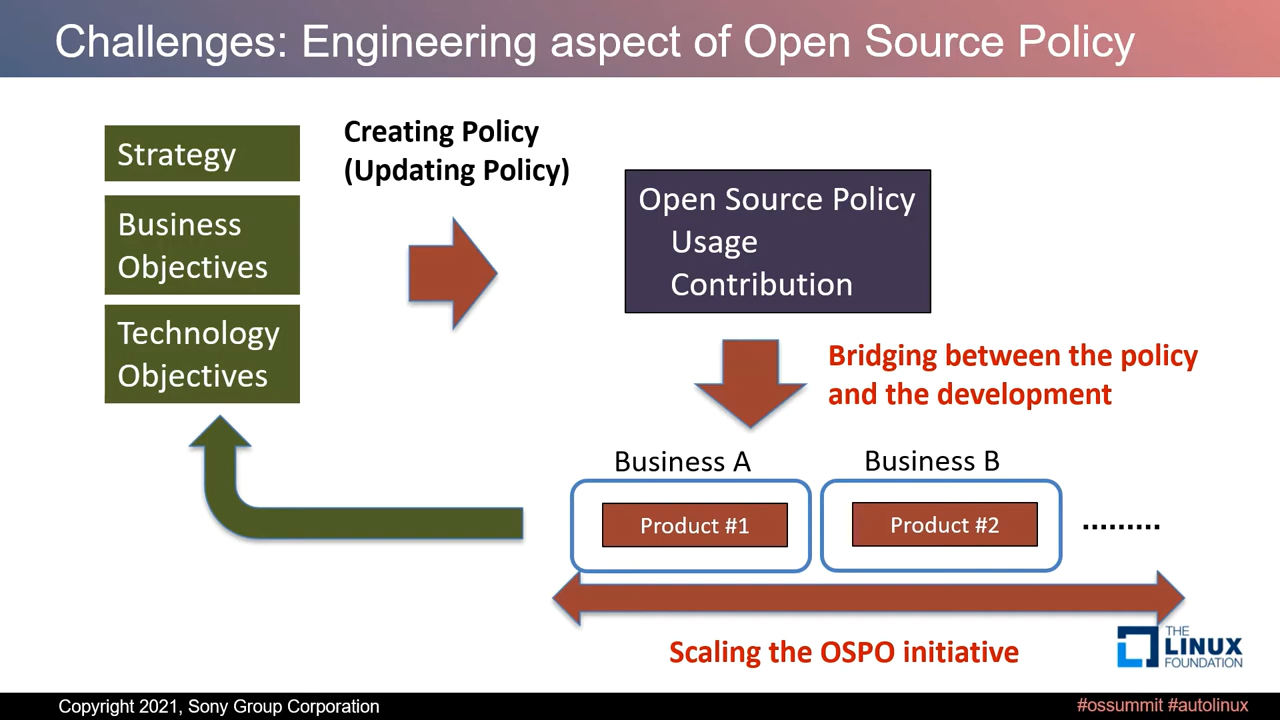 Challenges: Engineering aspect of Open Source Policy
Strategy
Business
Objectives
Technology
Objectives
Creating Policy
(Updating Policy)
Open Source Policy
Usage
Contribution
Bridging between the policy
and the development
Business A
Business B
Product #1
Product #2
.........
Scaling the OSPO initiative
THE
LINUX
FOUNDATION
Copyright 2021, Sony Group Corporation
#ossummit #autolinux